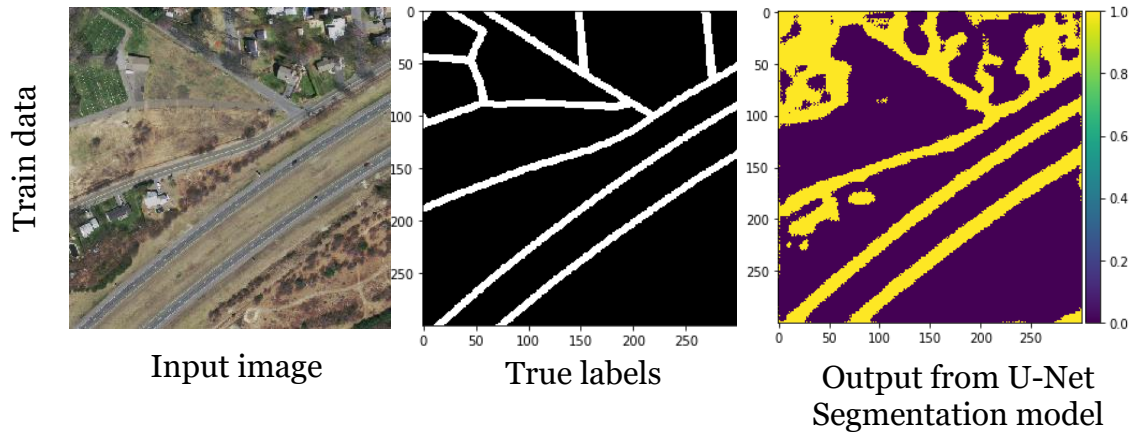 Train data
0
50
100
150
200
250
0 50 100 150 200 250
0
50
100
150
200
250
0 50 100 150 200 250
1.0
0.8
0.6
0.4
0.2
0.0
Input image
True labels
Output from U-Net
Segmentation model